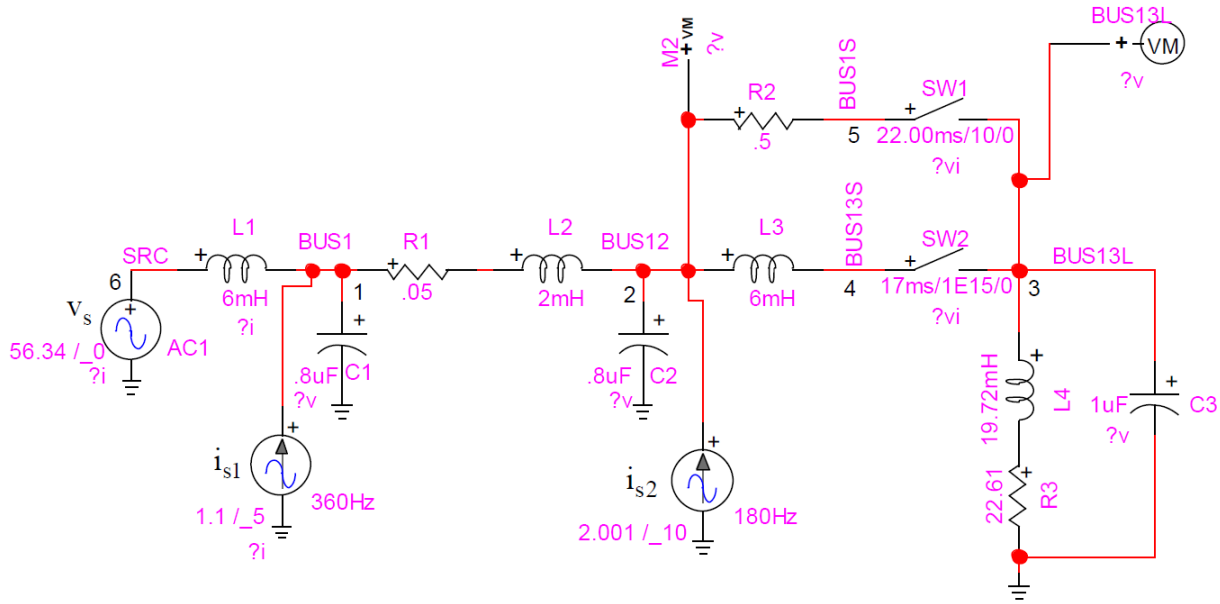 BUS13L
+ VM
?v
M2
+ VM
?v
R2
+
.5
BUS1S
5
SW1
+
22.00ms/10/0
?vi
L1
+
6mH
?i
SRC
6
BUS1
1
R1
+
.05
L2
+
2mH
BUS12
2
L3
+
6mH
BUS13S
4
SW2
+
17ms/1E15/0
?vi
BUS13L
3
vs
+
56.34 /_0
?i
AC1
+
.8uF C1
?v
+
.8uF C2
?v
+
19.72mH
L4
+
1uF
C3
?v
+
22.61
R3
is1
+
360Hz
1.1 /_5
?i
is2
+
180Hz
2.001 /_10